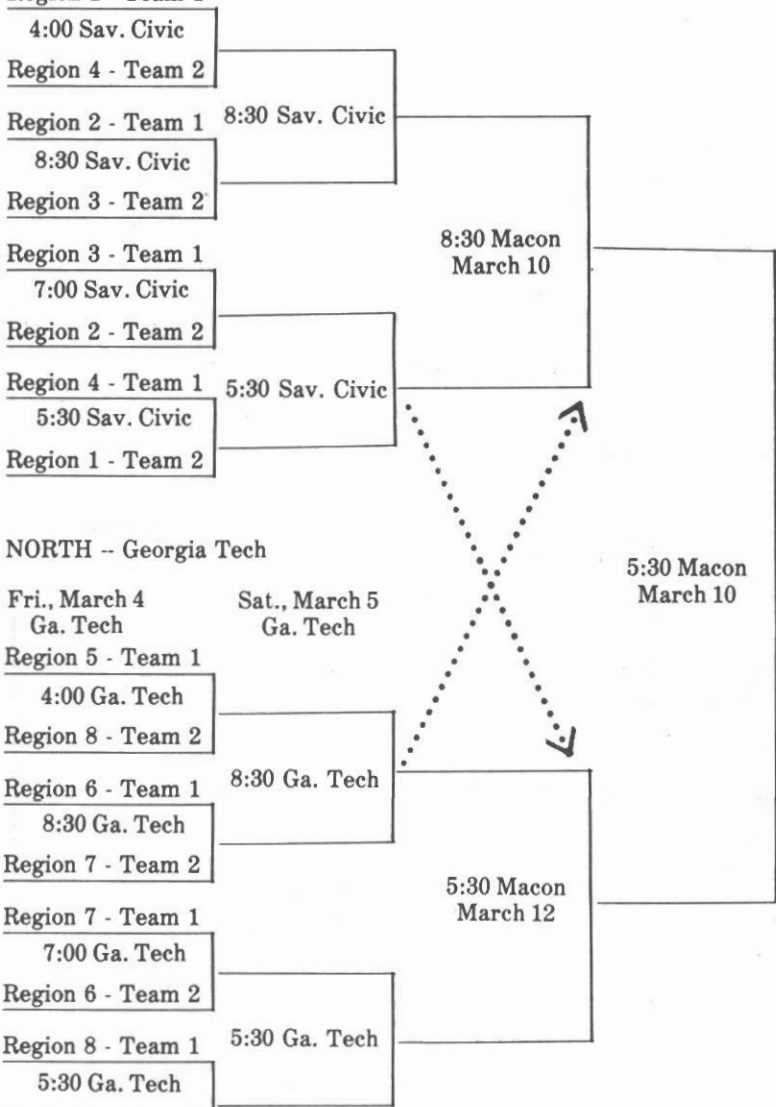 4:00 Sav. Civic
Region 4 - Team 2
Region 2 - Team 1
8:30 Sav. Civic
8:30 Sav. Civic
Region 3 - Team 2
Region 3 - Team 1
8:30 Macon
March 10
7:00 Sav. Civic
Region 2 - Team 2
Region 4 - Team 1
5:30 Sav. Civic
5:30 Sav. Civic
Region 1 - Team 2
NORTH -- Georgia Tech
5:30 Macon
March 10
Fri., March 4
Ga. Tech
Sat., March 5
Ga. Tech
Region 5 - Team 1
4:00 Ga. Tech
Region 8 - Team 2
Region 6 - Team 1
8:30 Ga. Tech
8:30 Ga. Tech
Region 7 - Team 2
5:30 Macon
March 12
Region 7 - Team 1
7:00 Ga. Tech
Region 6 - Team 2
Region 8 - Team 1
5:30 Ga. Tech
5:30 Ga. Tech